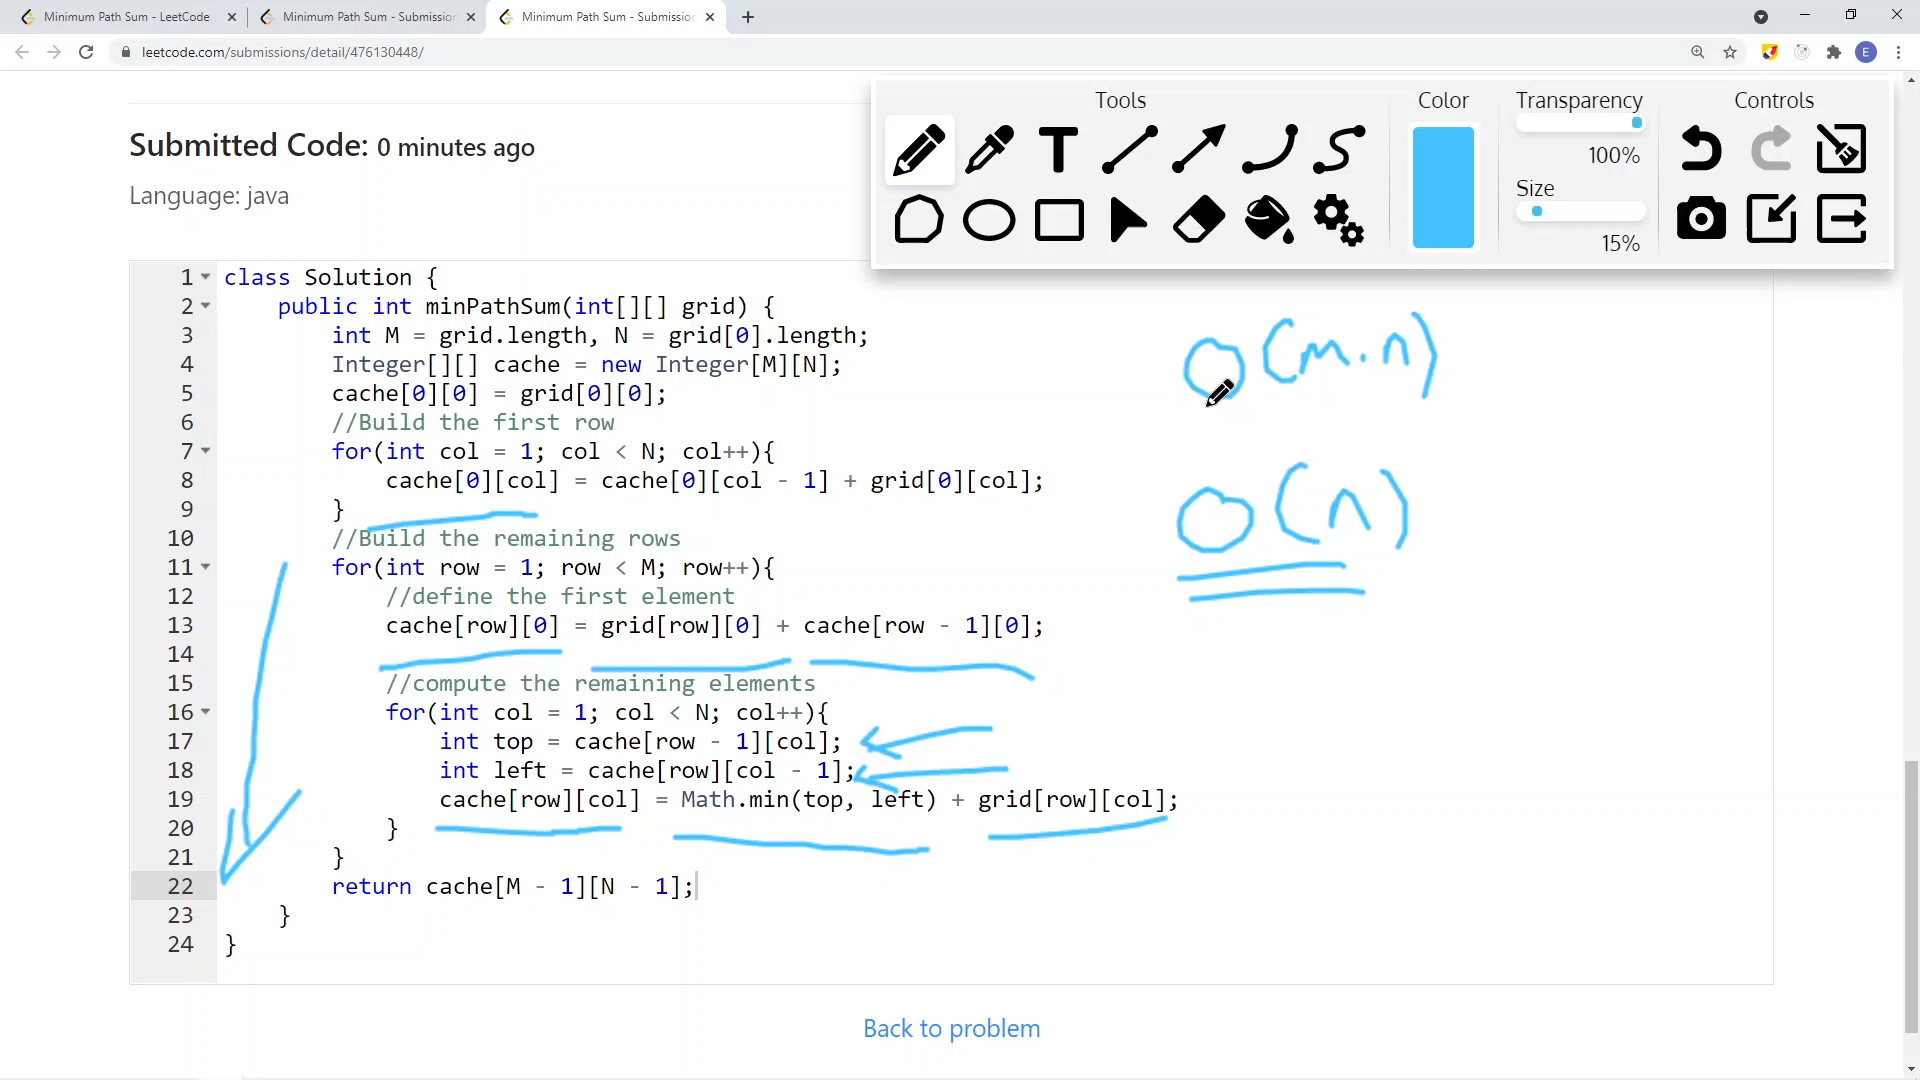 Minimum Path Sum - LeetCode
Minimum Path Sum - Submission
Minimum Path Sum - Submission
leetcode.com/submissions/detail/476130448/
E
Tools
Color
Transparency
Controls
100%
Size
15%
Submitted Code: 0 minutes ago
Language: java
1 class Solution {
2 public int minPathSum(int[][] grid) {
3 int M = grid.length, N = grid[0].length;
4 Integer[][] cache = new Integer[M][N];
5 cache[0][0] = grid[0][0];
6 //Build the first row
7 for(int col = 1; col < N; col++){
8 cache[0][col] = cache[0][col - 1] + grid[0][col];
9 }
10 //Build the remaining rows
11 for(int row = 1; row < M; row++){
12 //define the first element
13 cache[row][0] = grid[row][0] + cache[row - 1][0];
14
15 //compute the remaining elements
16 for(int col = 1; col < N; col++){
17 int top = cache[row - 1][col];
18 int left = cache[row][col - 1];
19 cache[row][col] = Math.min(top, left) + grid[row][col];
20 }
21 }
22 return cache[M - 1][N - 1];
23 }
24 }
O(m.n)
O(n)
Back to problem